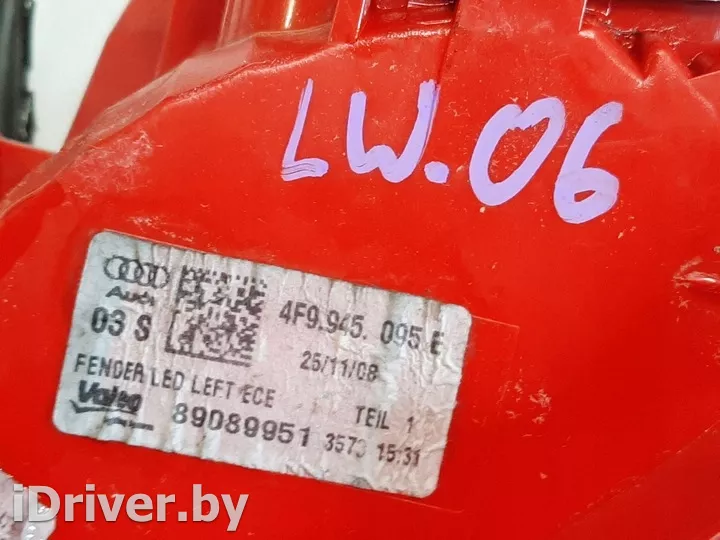 LW.06
Audi
4F9.945.095 E
03 S
25/11/08
FENDER LED LEFT ECE
Valeo
TEIL 1
89089951 3573 15:31
iDriver.by